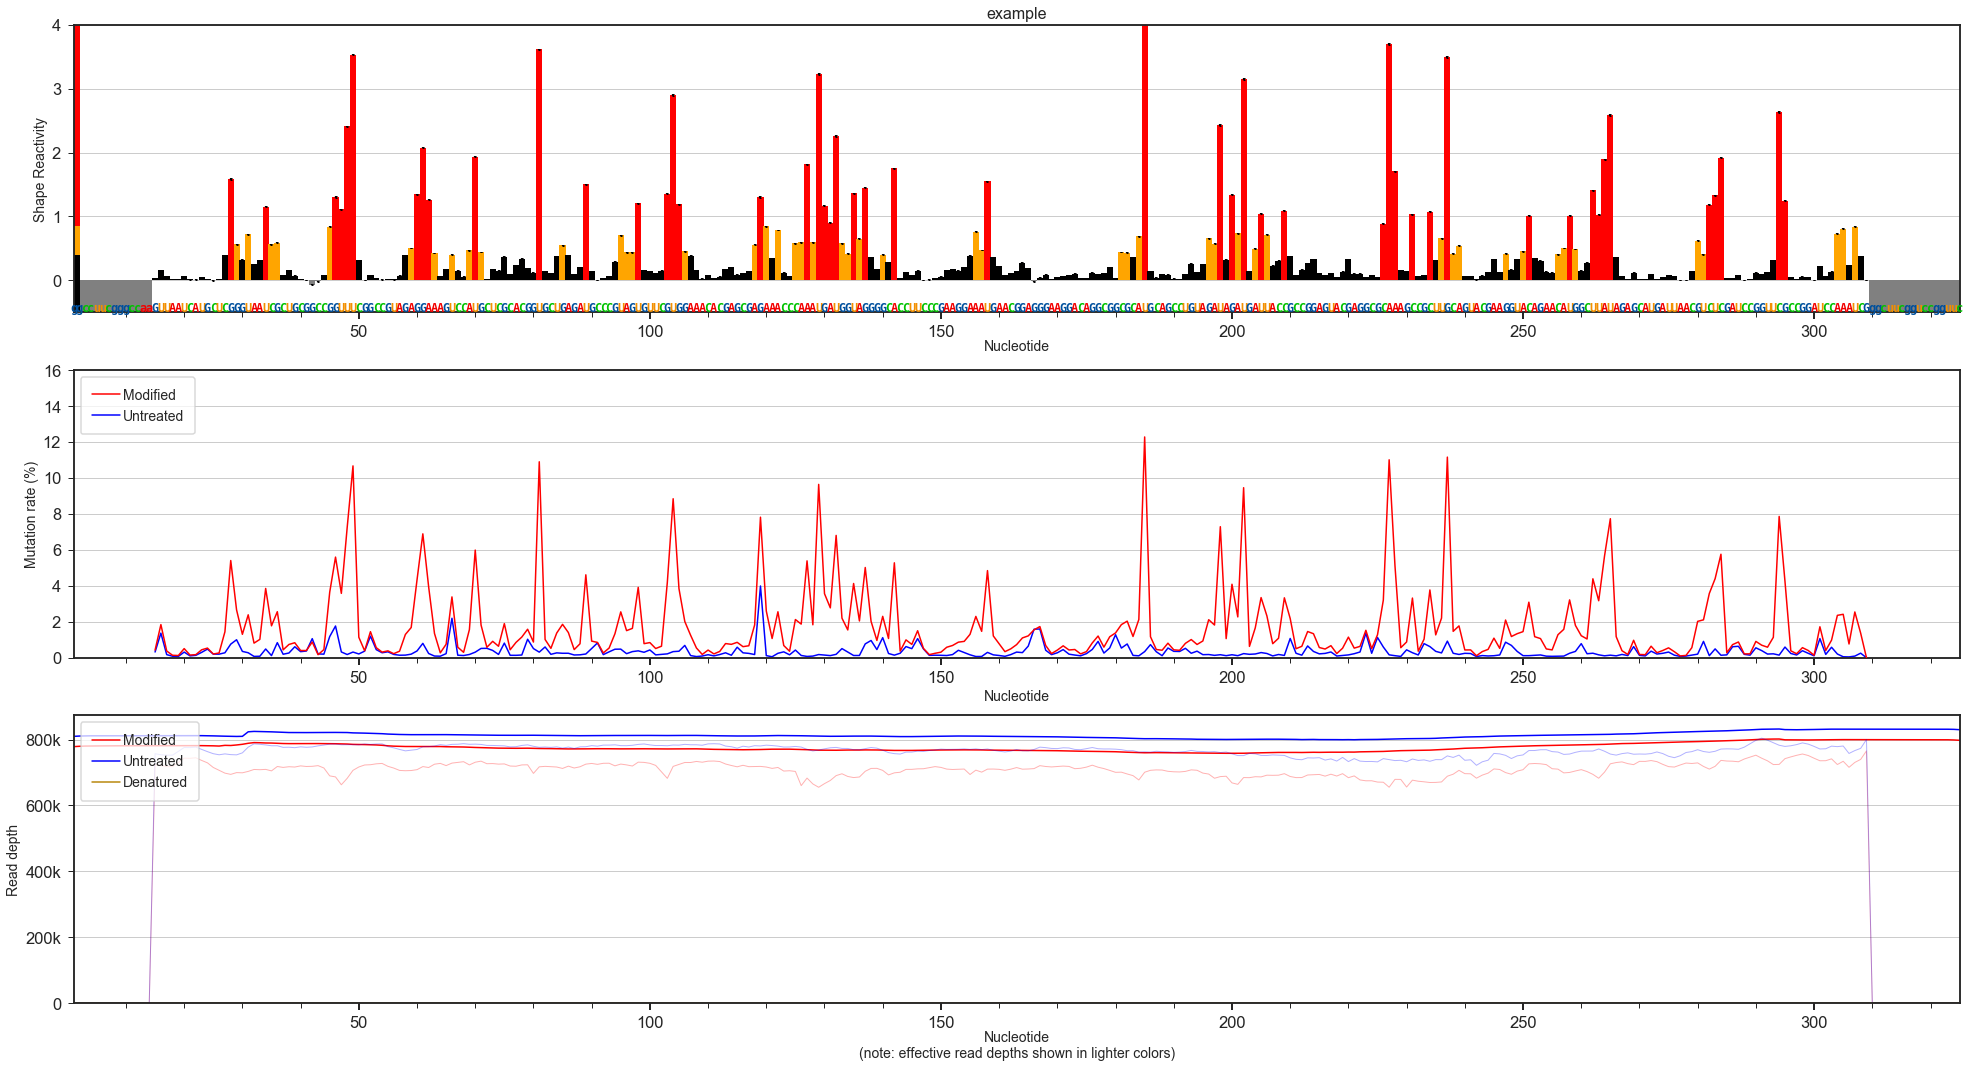 example
4
3
2
1
0
Shape Reactivity
50
100
150
200
250
300
Nucleotide
16
14
12
10
8
6
4
2
0
Mutation rate (%)
Modified
Untreated
50
100
150
200
250
300
Nucleotide
800k
600k
400k
200k
0
Read depth
Modified
Untreated
Denatured
50
100
150
200
250
300
Nucleotide
(note: effective read depths shown in lighter colors)